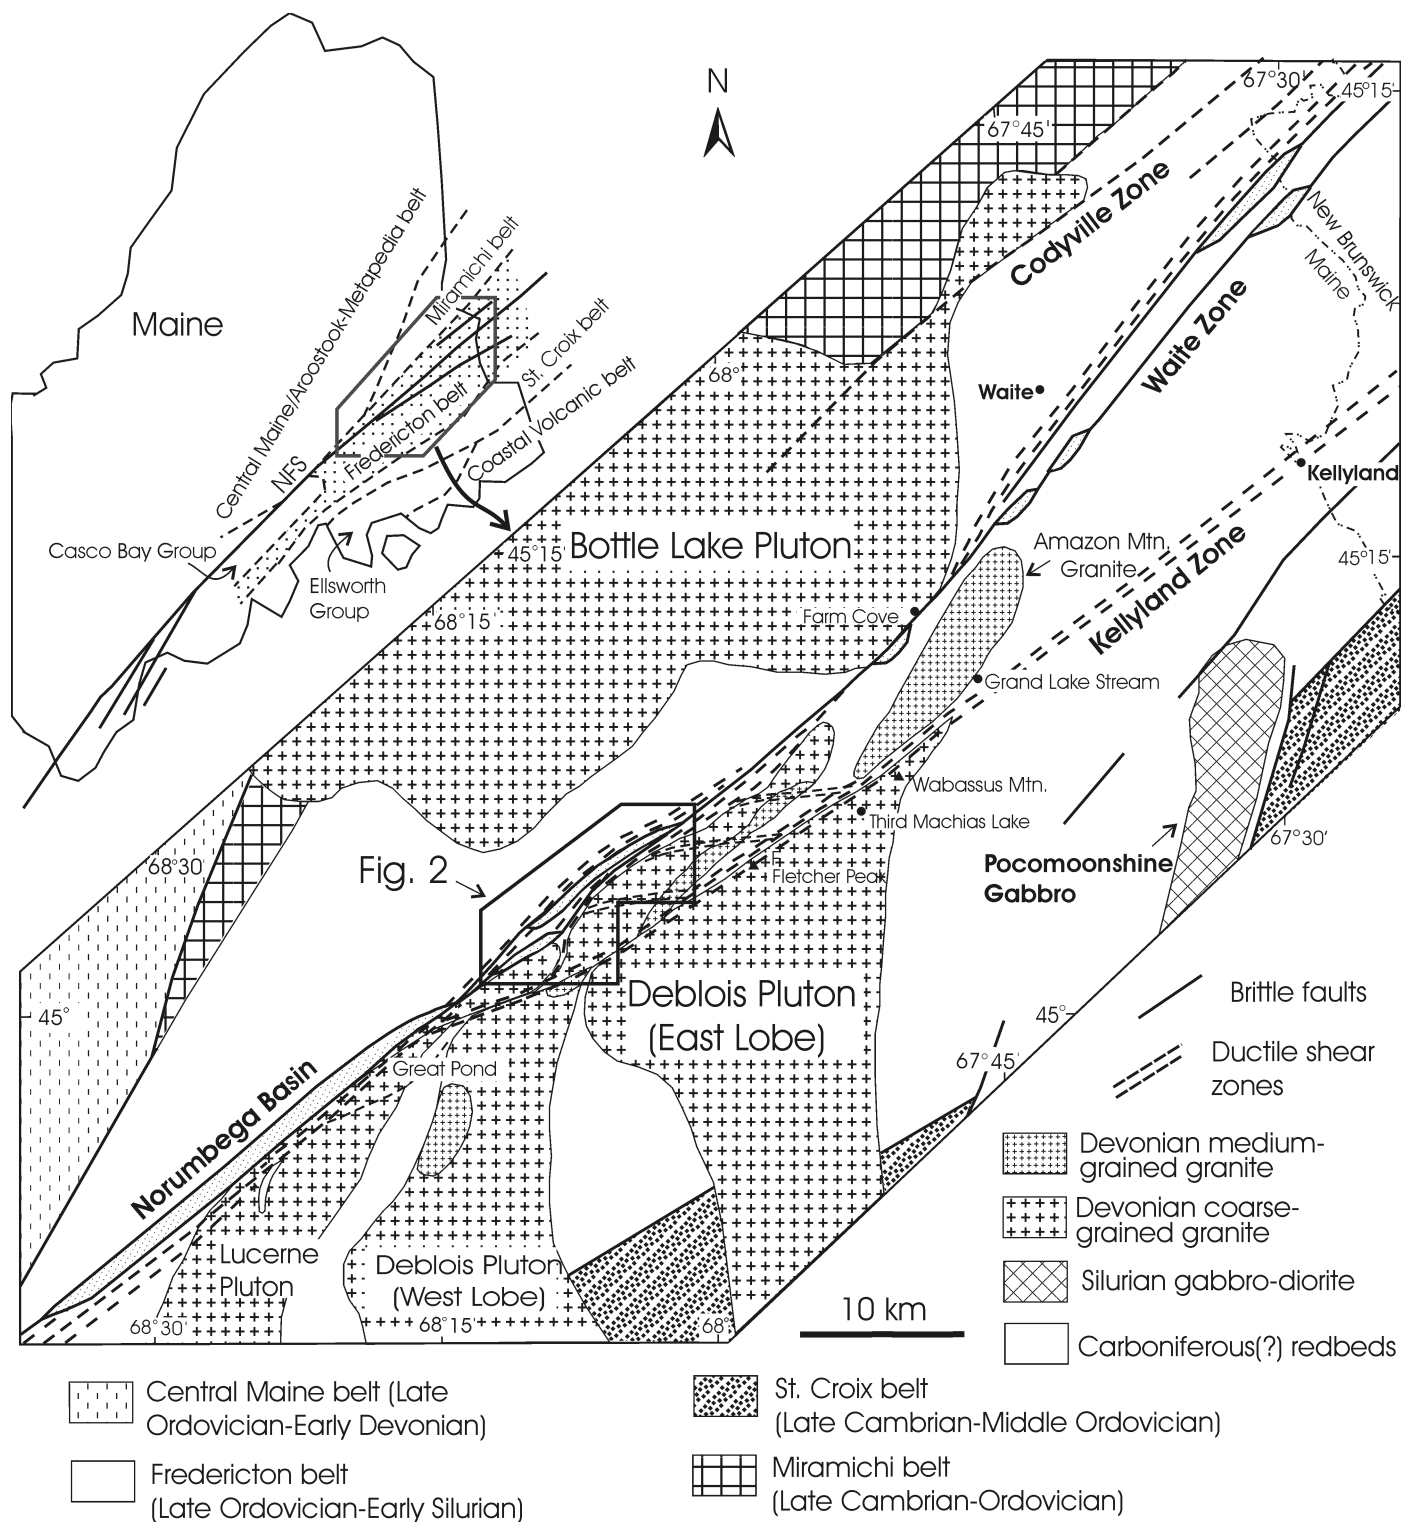 N
67°30'
45°15'
67°45'
Codyville Zone
New Brunswick
Maine
Central Maine/Aroostook-Metapedia belt
Miramichi belt
St. Croix belt
Maine
Waite Zone
68°
Waite
Fredericton belt
Coastal Volcanic belt
NFS
Kellyland
Casco Bay Group
45°15'
Bottle Lake Pluton
Amazon Mtn.
Granite
45°15'
Ellsworth
Group
Kellyland Zone
68°15'
Farm Cove
Grand Lake Stream
Wabassus Mtn.
Third Machias Lake
67°30'
68°30'
Fig. 2
F
Fletcher Peak
Pocomoonshine
Gabbro
Deblois Pluton
(East Lobe)
Brittle faults
45°
45°
Ductile shear
zones
67°45'
Great Pond
Norumbega Basin
Devonian medium-
grained granite
Devonian coarse-
grained granite
Lucerne
Pluton
Deblois Pluton
(West Lobe)
Silurian gabbro-diorite
10 km
68°30'
68°15'
68°
Carboniferous(?) redbeds
Central Maine belt (Late
Ordovician-Early Devonian)
St. Croix belt
(Late Cambrian-Middle Ordovician)
Fredericton belt
(Late Ordovician-Early Silurian)
Miramichi belt
(Late Cambrian-Ordovician)